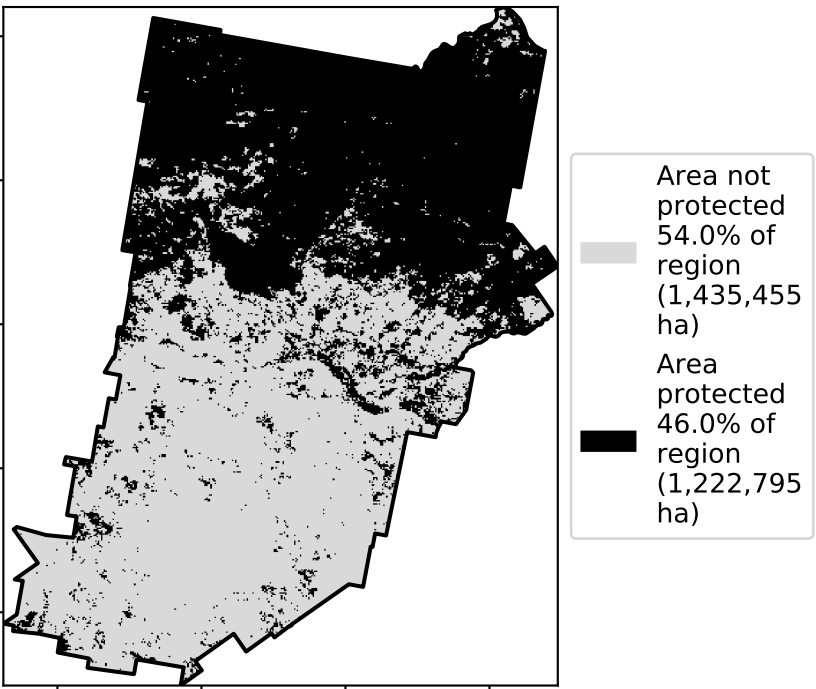 Area not
protected
54.0% of
region
(1,435,455
ha)
Area
protected
46.0% of
region
(1,222,795
ha)